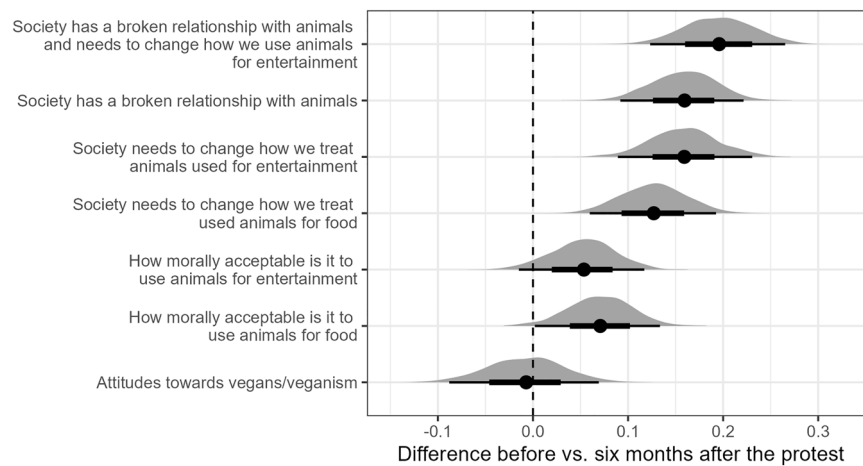 Society has a broken relationship with animals
and needs to change how we use animals
for entertainment
Society has a broken relationship with animals
Society needs to change how we treat
animals used for entertainment
Society needs to change how we treat
used animals for food
How morally acceptable is it to
use animals for entertainment
How morally acceptable is it to
use animals for food
Attitudes towards vegans/veganism
-0.1 0.0 0.1 0.2 0.3
Difference before vs. six months after the protest